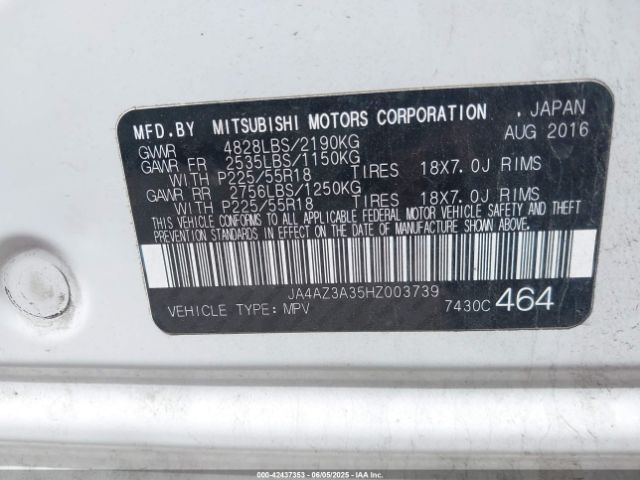 MFD.BY MITSUBISHI MOTORS CORPORATION , JAPAN
GVWR 4828LBS/2190KG AUG 2016
GAWR FR 2535LBS/1150KG
WITH P225/55R18 TIRES 18X7.0J RIMS
GAWR RR 2756LBS/1250KG
WITH P225/55R18 TIRES 18X7.0J RIMS
THIS VEHICLE CONFORMS TO ALL APPLICABLE FEDERAL MOTOR VEHICLE SAFETY AND THEFT
PREVENTION STANDARDS IN EFFECT ON THE DATE OF MANUFACTURE SHOWN ABOVE.
JA4AZ3A35HZ003739
VEHICLE TYPE: MPV 7430C 464
000-42437353 | 06/05/2025 | IAA Inc.